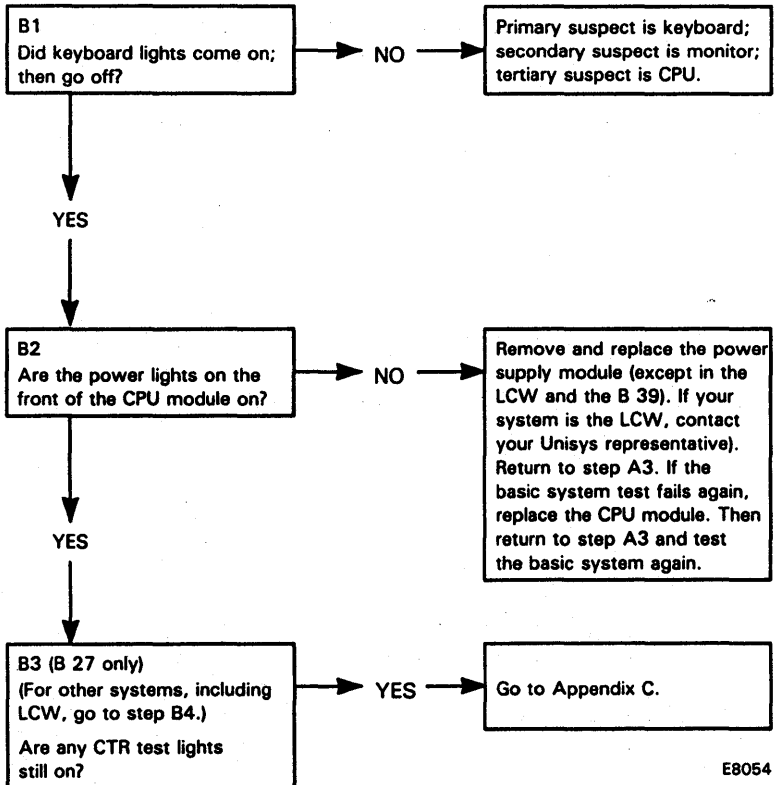 B1
Did keyboard lights come on;
then go off?
NO
Primary suspect is keyboard;
secondary suspect is monitor;
tertiary suspect is CPU.
YES
B2
Are the power lights on the
front of the CPU module on?
NO
Remove and replace the power
supply module (except in the
LCW and the B 39). If your
system is the LCW, contact
your Unisys representative).
Return to step A3. If the
basic system test fails again,
replace the CPU module. Then
return to step A3 and test
the basic system again.
YES
B3 (B 27 only)
(For other systems, including
LCW, go to step B4.)
Are any CTR test lights
still on?
YES
Go to Appendix C.
E8054